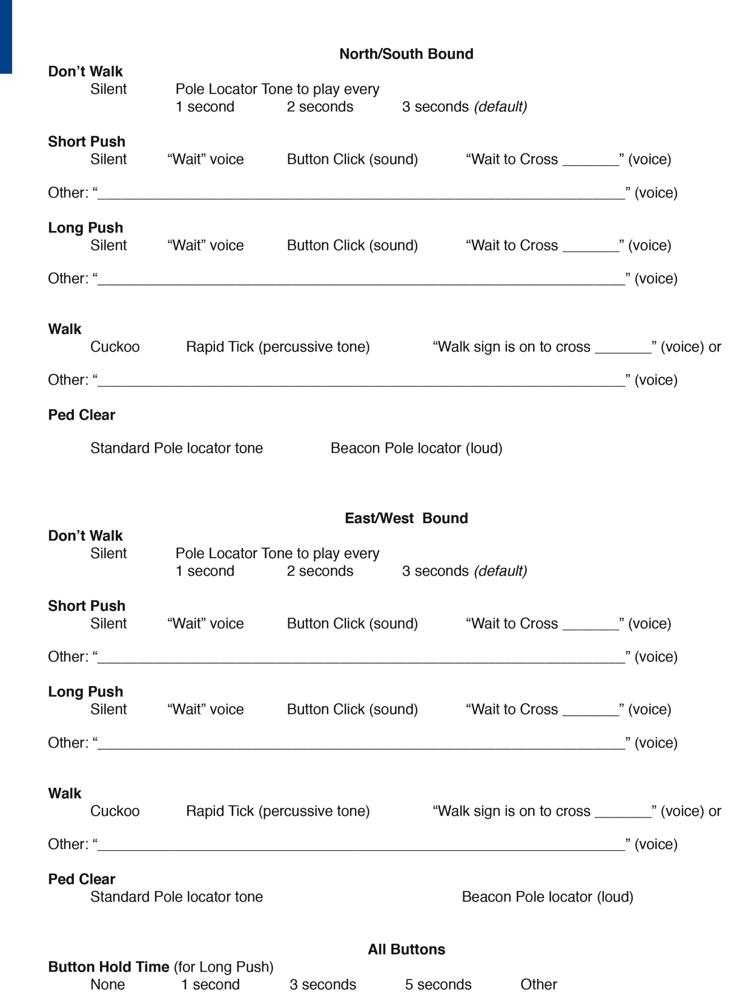 North/South Bound
Don’t Walk
Silent Pole Locator Tone to play every
1 second 2 seconds 3 seconds (default)
Short Push
Silent “Wait” voice Button Click (sound) “Wait to Cross _______” (voice)
Other: “_________________________________________________________________” (voice)
Long Push
Silent “Wait” voice Button Click (sound) “Wait to Cross _______” (voice)
Other: “_________________________________________________________________” (voice)
Walk
Cuckoo Rapid Tick (percussive tone) “Walk sign is on to cross _______” (voice) or
Other: “_________________________________________________________________” (voice)
Ped Clear
Standard Pole locator tone Beacon Pole locator (loud)
East/West  Bound
Don’t Walk
Silent Pole Locator Tone to play every
1 second 2 seconds 3 seconds (default)
Short Push
Silent “Wait” voice Button Click (sound) “Wait to Cross _______” (voice)
Other: “_________________________________________________________________” (voice)
Long Push
Silent “Wait” voice Button Click (sound) “Wait to Cross _______” (voice)
Other: “_________________________________________________________________” (voice)
Walk
Cuckoo Rapid Tick (percussive tone) “Walk sign is on to cross _______” (voice) or
Other: “_________________________________________________________________” (voice)
Ped Clear
Standard Pole locator tone Beacon Pole locator (loud)
All Buttons
Button Hold Time (for Long Push)
None 1 second 3 seconds 5 seconds Other